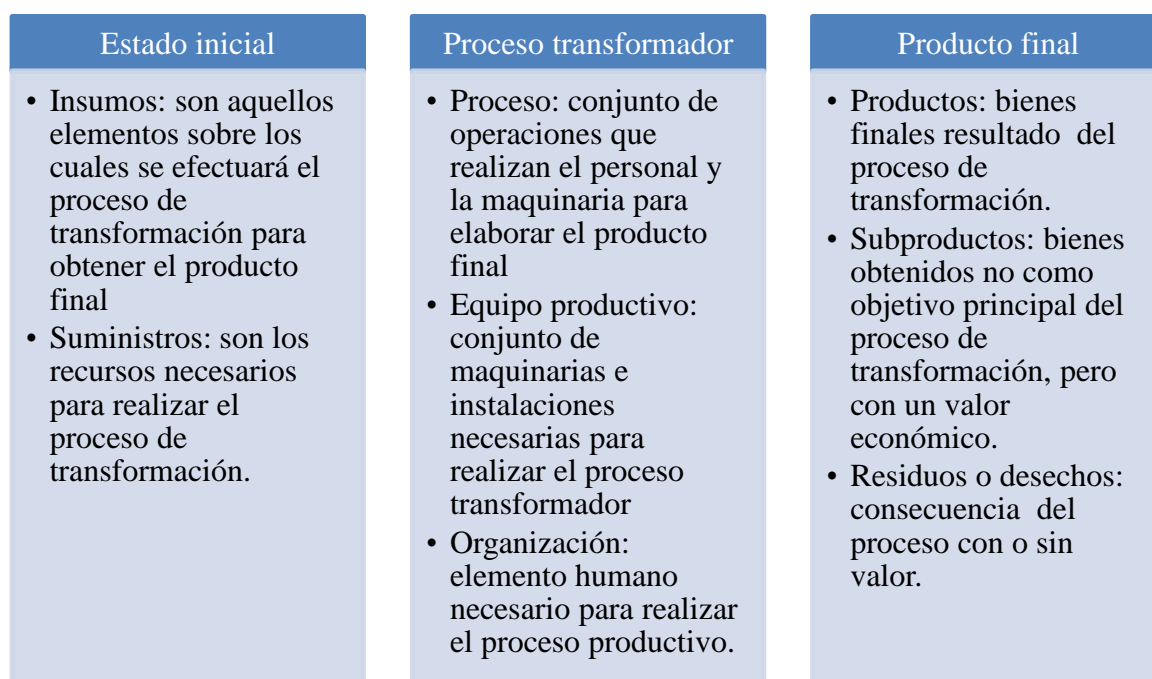 Estado inicial
• Insumos: son aquellos
elementos sobre los
cuales se efectuará el
proceso de
transformación para
obtener el producto
final
• Suministros: son los
recursos necesarios
para realizar el
proceso de
transformación.
Proceso transformador
• Proceso: conjunto de
operaciones que
realizan el personal y
la maquinaria para
elaborar el producto
final
• Equipo productivo:
conjunto de
maquinarias e
instalaciones
necesarias para
realizar el proceso
transformador
• Organización:
elemento humano
necesario para realizar
el proceso productivo.
Producto final
• Productos: bienes
finales resultado del
proceso de
transformación.
• Subproductos: bienes
obtenidos no como
objetivo principal del
proceso de
transformación, pero
con un valor
económico.
• Residuos o desechos:
consecuencia del
proceso con o sin
valor.